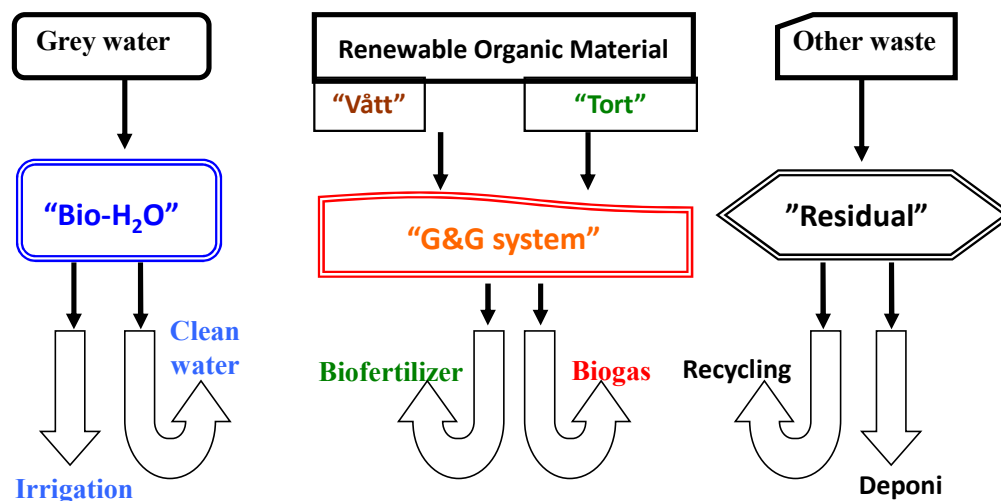 Grey water
Renewable Organic Material
Other waste
“Vått”
“Tort”
“Bio-H₂O”
“G&G system”
”Residual”
Clean
water
Biofertilizer
Biogas
Recycling
Irrigation
Deponi